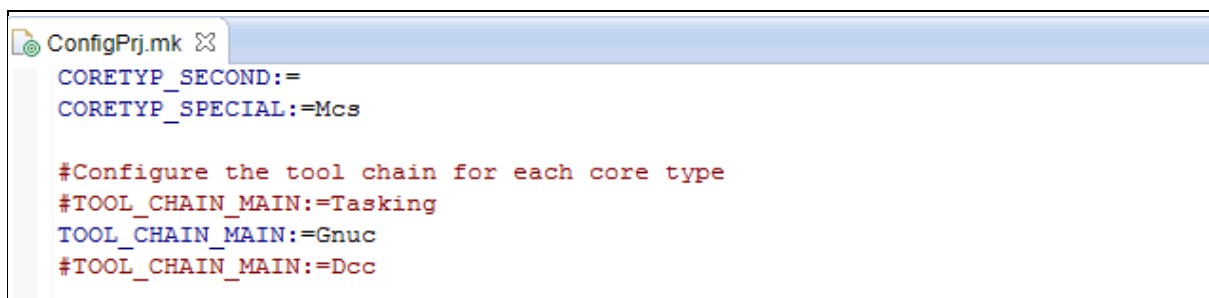 ConfigPrj.mk
CORETYP_SECOND:=
CORETYP_SPECIAL:=Mcs
#Configure the tool chain for each core type
#TOOL_CHAIN_MAIN:=Tasking
TOOL_CHAIN_MAIN:=Gnuc
#TOOL_CHAIN_MAIN:=Dcc